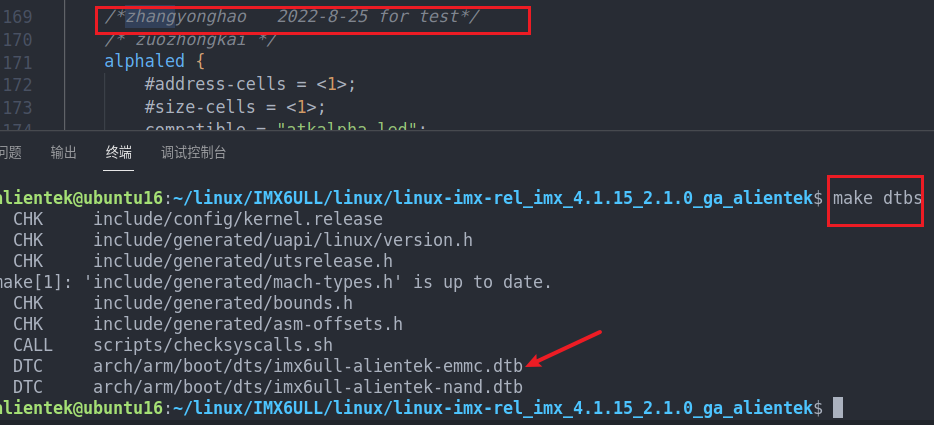 169 /*zhangyonghao   2022-8-25 for test*/
170 /* zuozhongkai */
171 alphaled {
172     #address-cells = <1>;
173     #size-cells = <1>;
174     compatible = "atkalpha-led";
问题 输出 终端 调试控制台
alientek@ubuntu16:~/linux/IMX6ULL/linux/linux-imx-rel_imx_4.1.15_2.1.0_ga_alientek$ make dtbs
  CHK     include/config/kernel.release
  CHK     include/generated/uapi/linux/version.h
  CHK     include/generated/utsrelease.h
make[1]: 'include/generated/mach-types.h' is up to date.
  CHK     include/generated/bounds.h
  CHK     include/generated/asm-offsets.h
  CALL    scripts/checksyscalls.sh
  DTC     arch/arm/boot/dts/imx6ull-alientek-emmc.dtb
  DTC     arch/arm/boot/dts/imx6ull-alientek-nand.dtb
alientek@ubuntu16:~/linux/IMX6ULL/linux/linux-imx-rel_imx_4.1.15_2.1.0_ga_alientek$